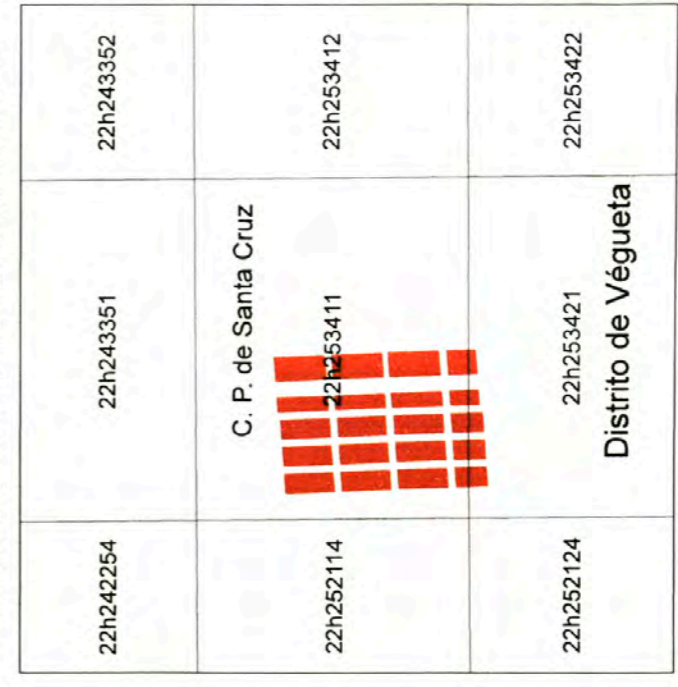 22h242254
22h243351
22h243352
C. P. de Santa Cruz
22h252114
22h253411
22h253412
22h252124
22h253421
22h253422
Distrito de Végueta